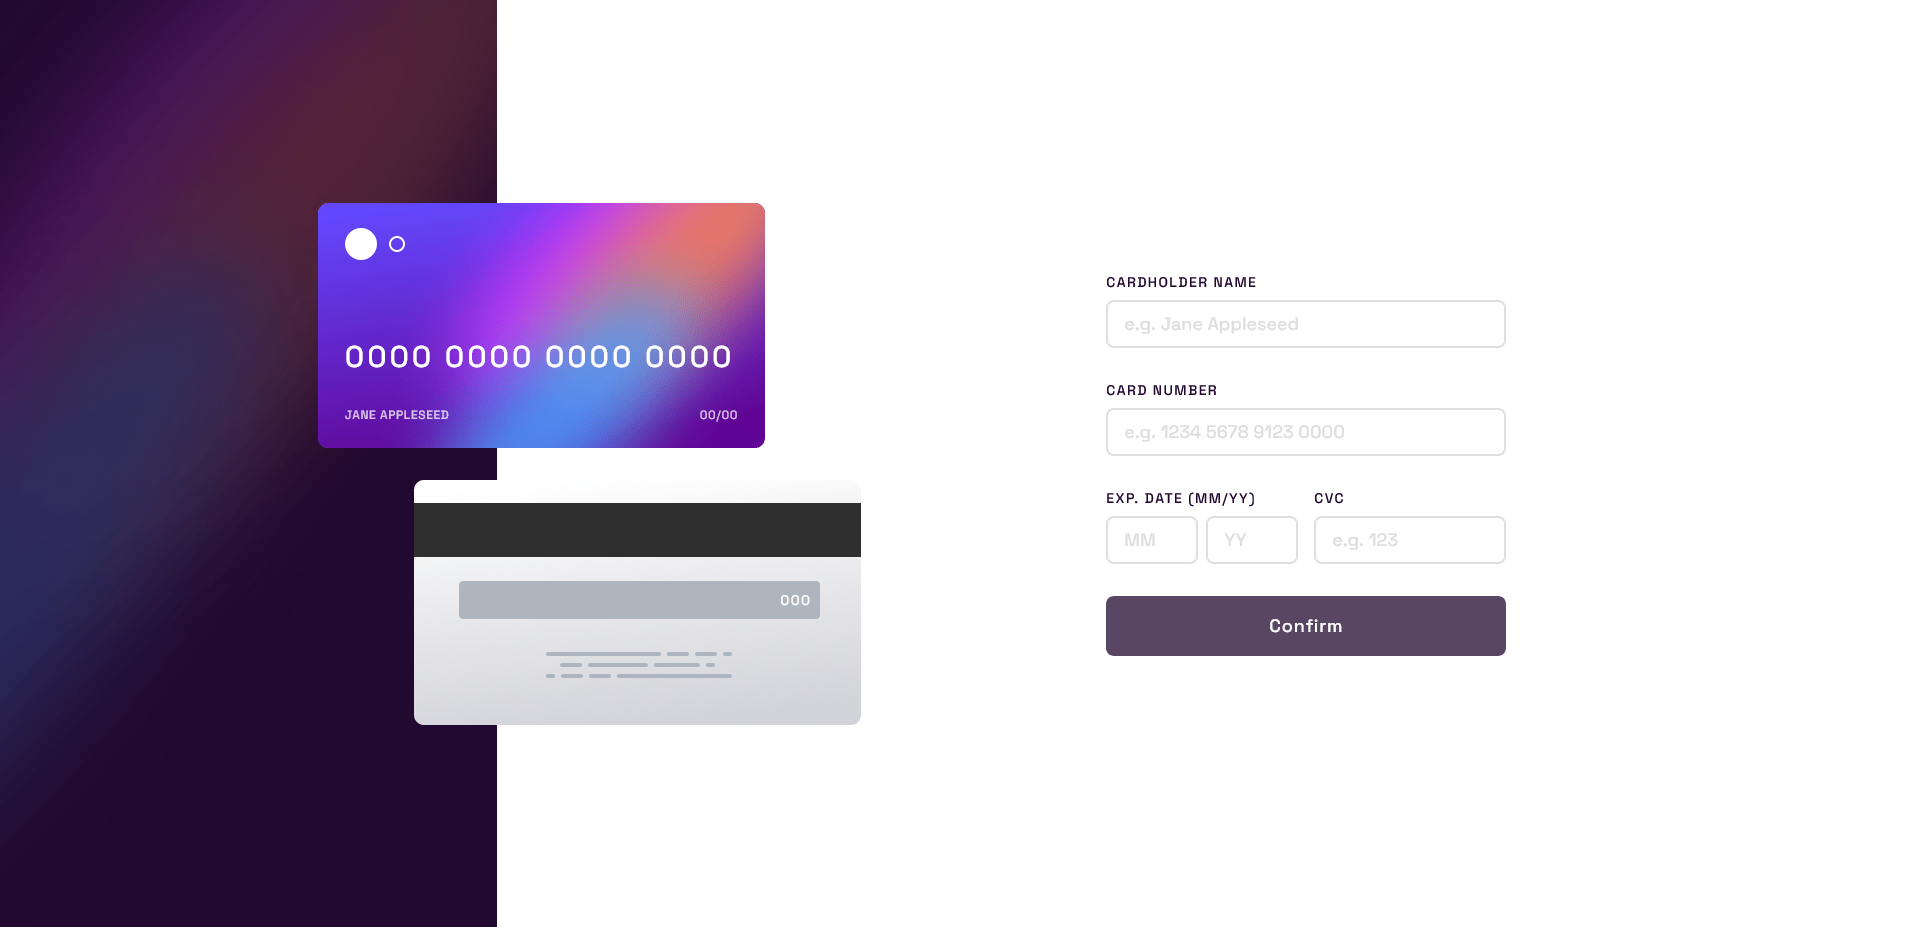 0000 0000 0000 0000
JANE APPLESEED 00/00
000
CARDHOLDER NAME
e.g. Jane Appleseed
CARD NUMBER
e.g. 1234 5678 9123 0000
EXP. DATE (MM/YY) CVC
MM YY e.g. 123
Confirm